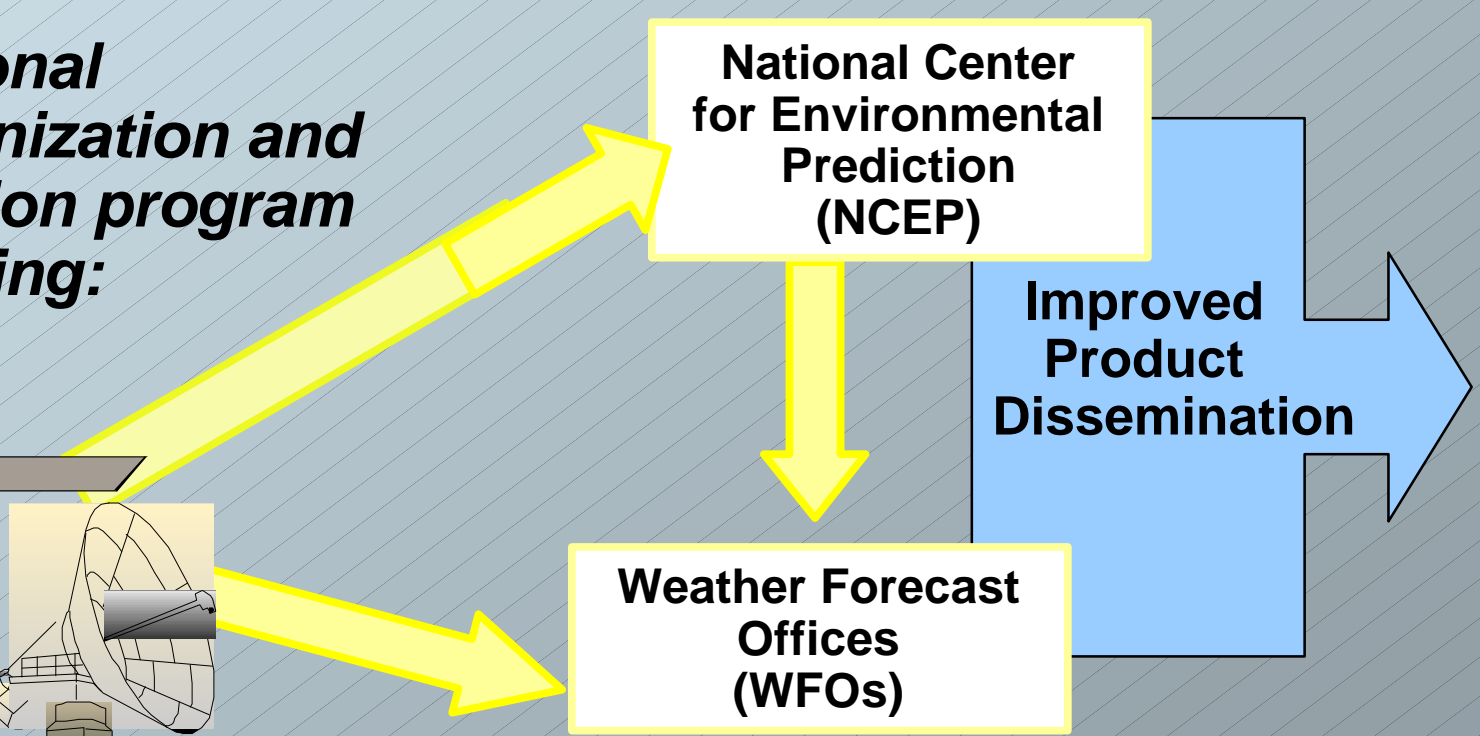 onal
nization and
ion program
ing:
National Center
for Environmental
Prediction
(NCEP)
Improved
Product
Dissemination
Weather Forecast
Offices
(WFOs)